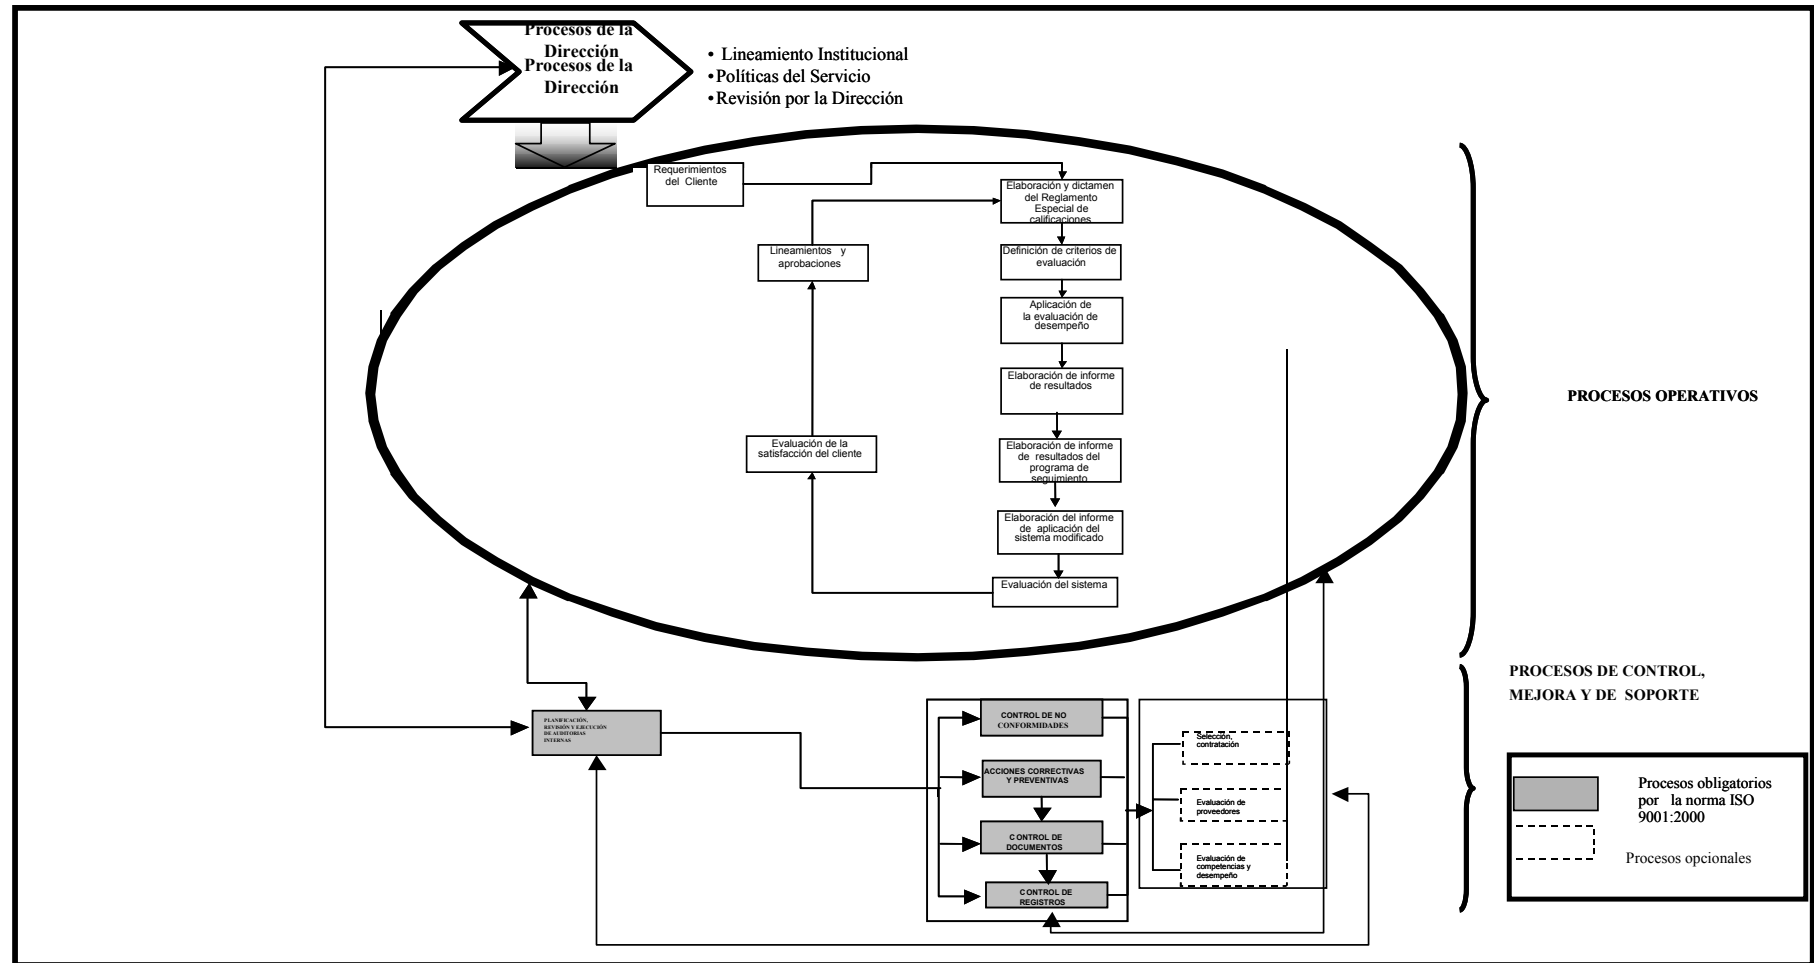 Procesos de la
Dirección
Procesos de la
Dirección
• Lineamiento Institucional
•Políticas del Servicio
•Revisión por la Dirección
Requerimientos
del Cliente
Elaboración y dictamen
del Reglamento
Especial de
calificaciones
Lineamientos y
aprobaciones
Definición de criterios de
evaluación
Aplicación de
la evaluación de
desempeño
Elaboración de informe
de resultados
Evaluación de la
satisfacción del cliente
Elaboración de informe
de resultados del
programa de
seguimiento
Elaboración del informe
de aplicación del
sistema modificado
Evaluación del sistema
PROCESOS OPERATIVOS
PROCESOS DE CONTROL,
MEJORA Y DE SOPORTE
PLANIFICACIÓN,
REVISIÓN Y EJECUCIÓN
DE AUDITORIAS
INTERNAS
CONTROL DE NO
CONFORMIDADES
ACCIONES CORRECTIVAS
Y PREVENTIVAS
CONTROL DE
DOCUMENTOS
CONTROL DE
REGISTROS
Selección,
contratación
Evaluación de
proveedores
Evaluación de
competencias y
desempeño
Procesos obligatorios
por la norma ISO
9001:2000
Procesos opcionales